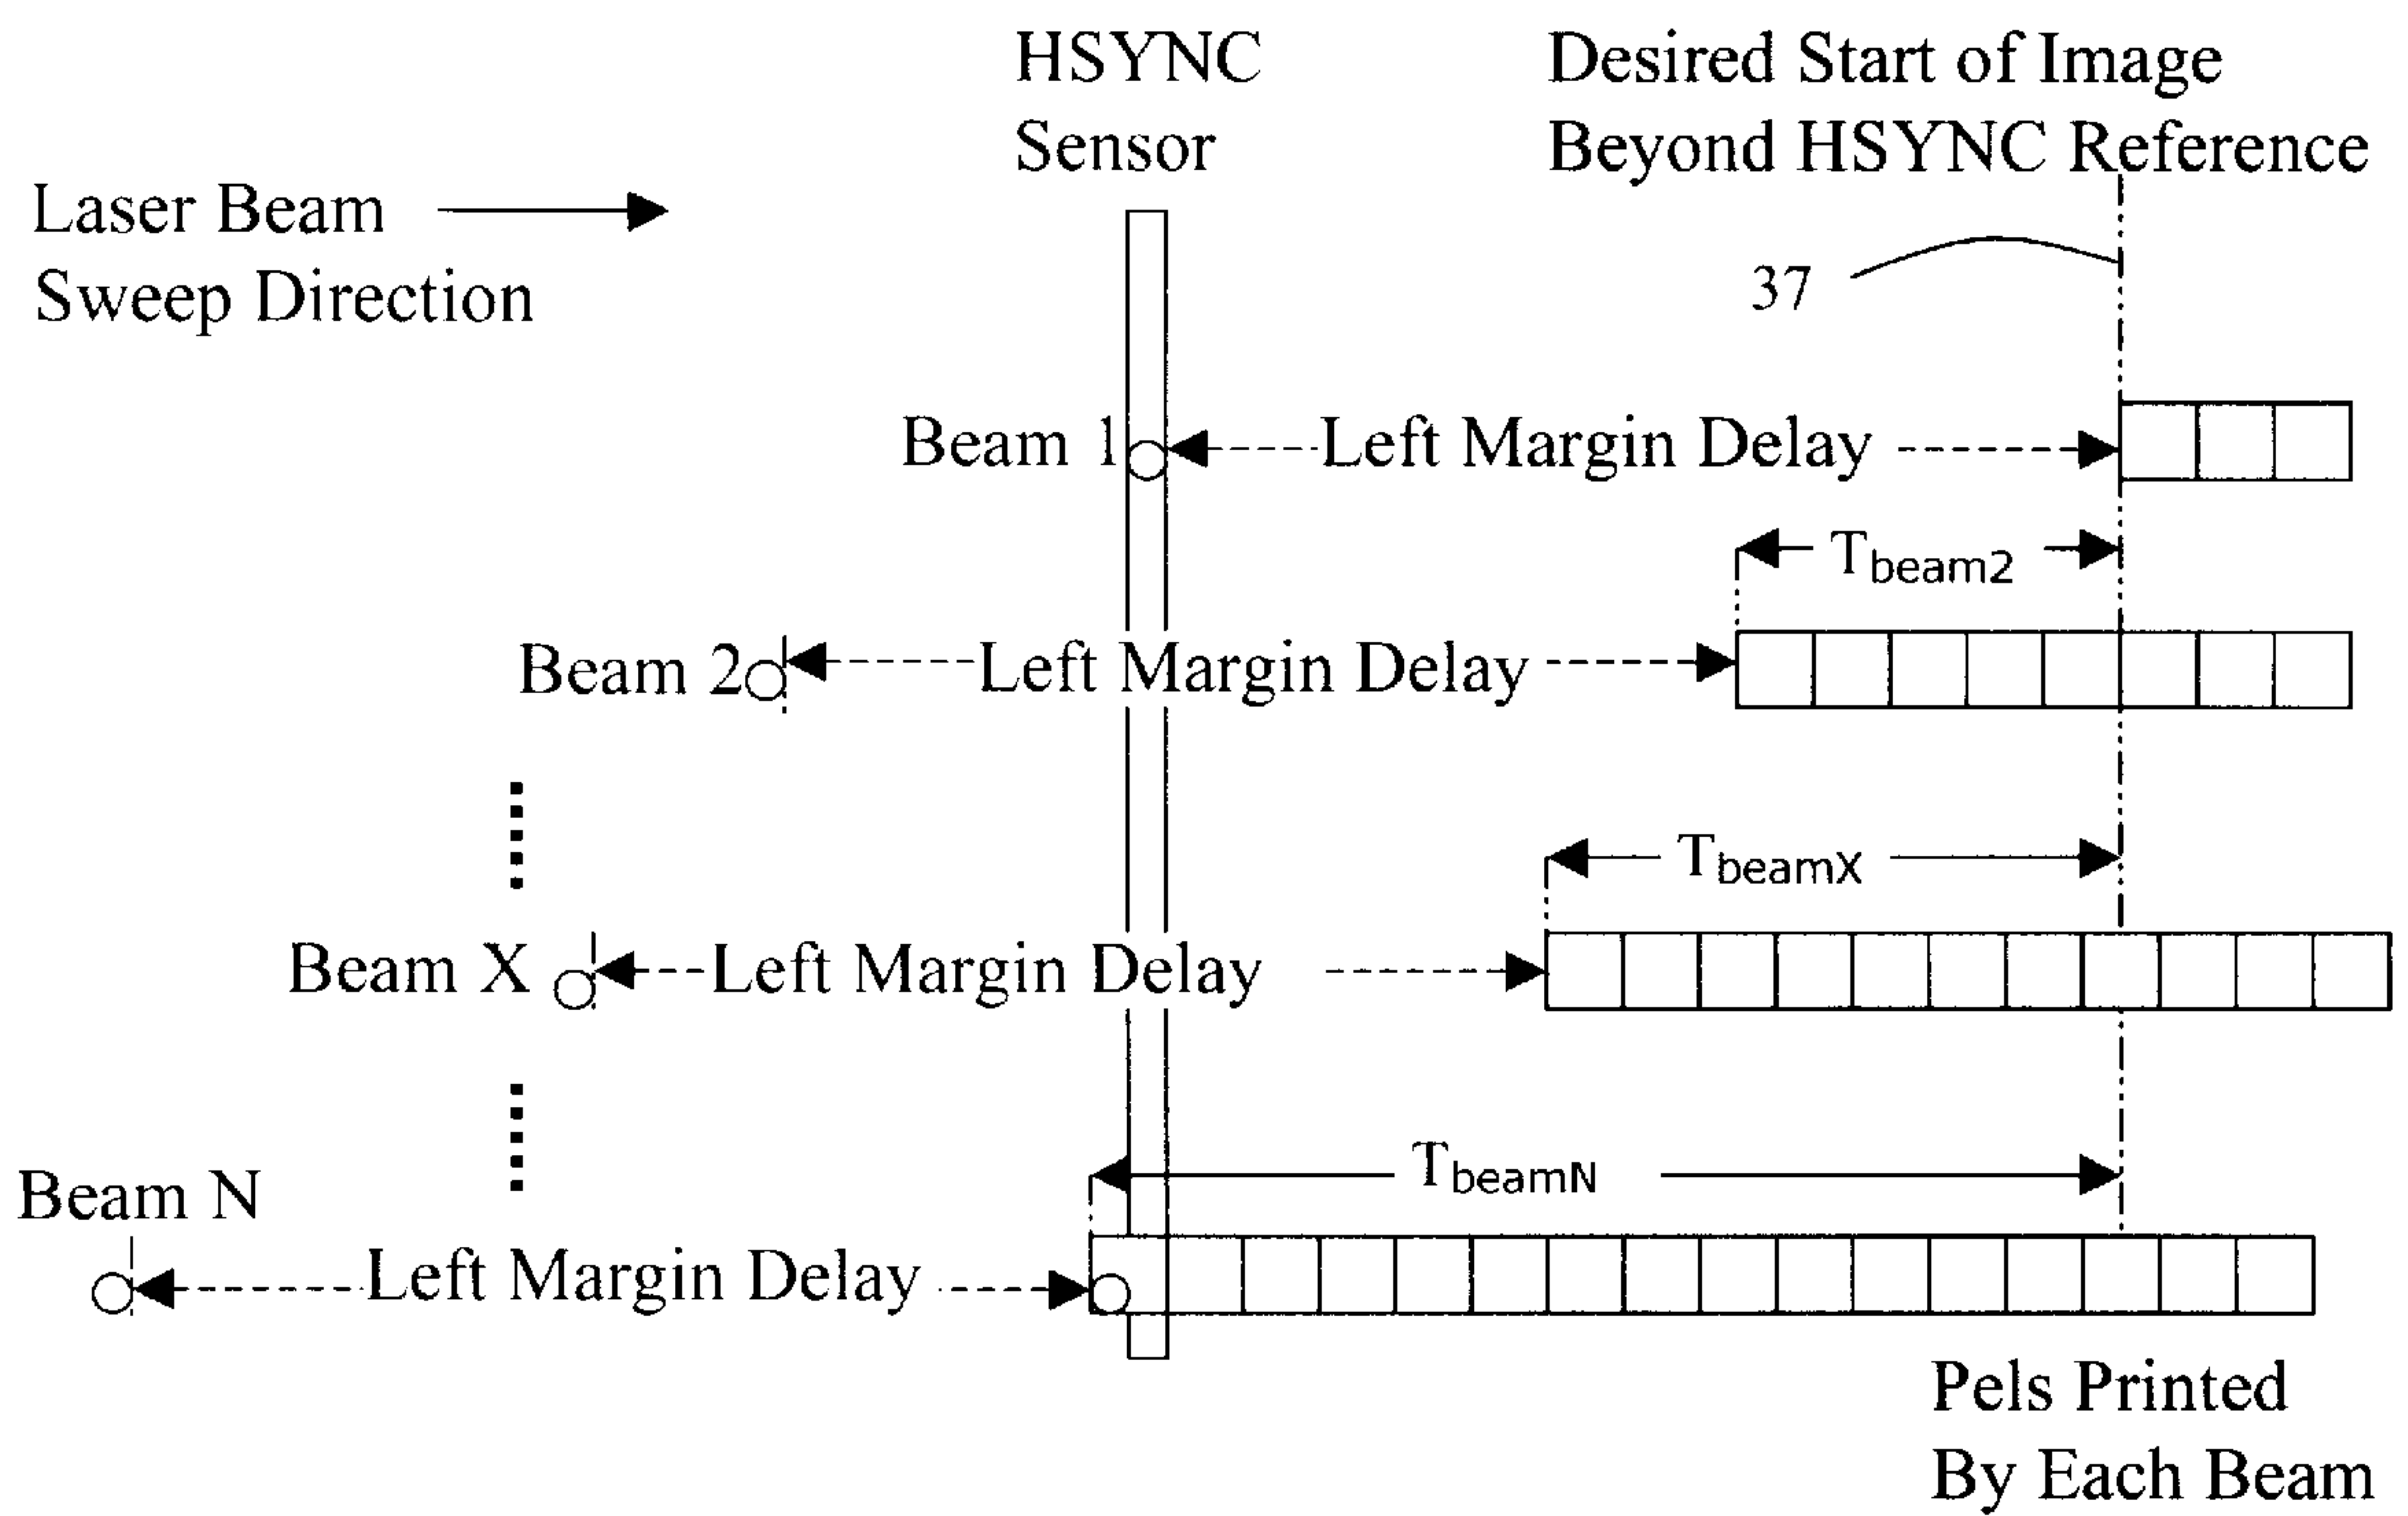 HSYNC
Sensor
Desired Start of Image
Beyond HSYNC Reference
Laser Beam
Sweep Direction
37
Beam 1
Left Margin Delay
Tbeam2
Beam 2
Left Margin Delay
TbeamX
Beam X
Left Margin Delay
TbeamN
Beam N
Left Margin Delay
Pels Printed
By Each Beam